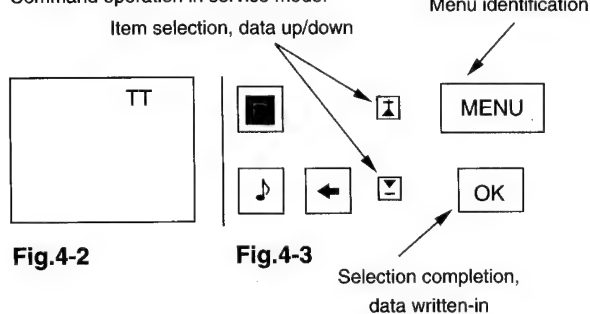 Command operation in service mode.
Menu identification
Item selection, data up/down
TT
MENU
OK
Fig.4-2
Fig.4-3
Selection completion,
data written-in